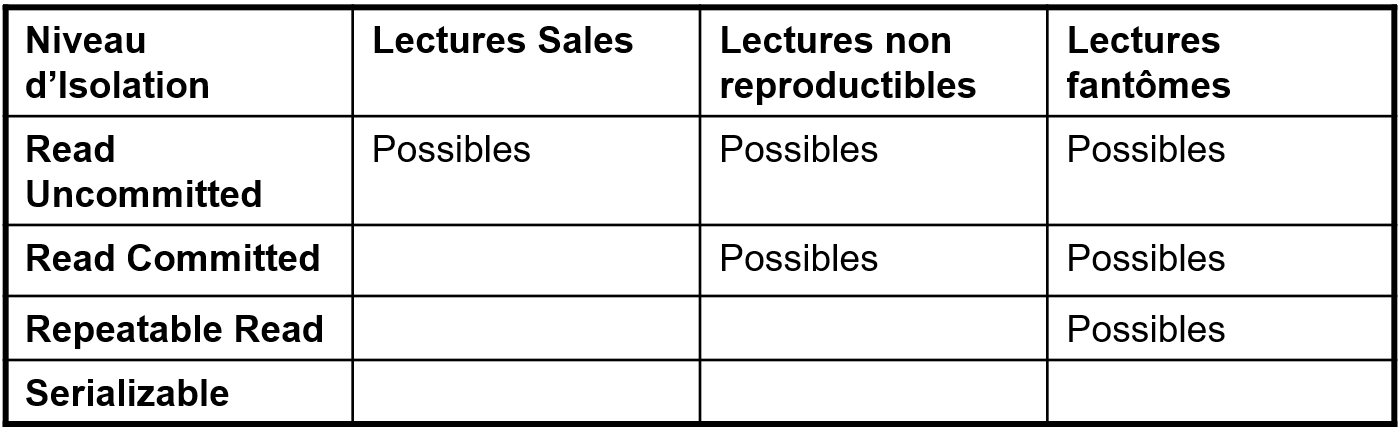 Niveau
d’Isolation
Lectures Sales
Lectures non
reproductibles
Lectures
fantômes
Read
Uncommitted
Possibles
Possibles
Possibles
Read Committed
Possibles
Possibles
Repeatable Read
Possibles
Serializable